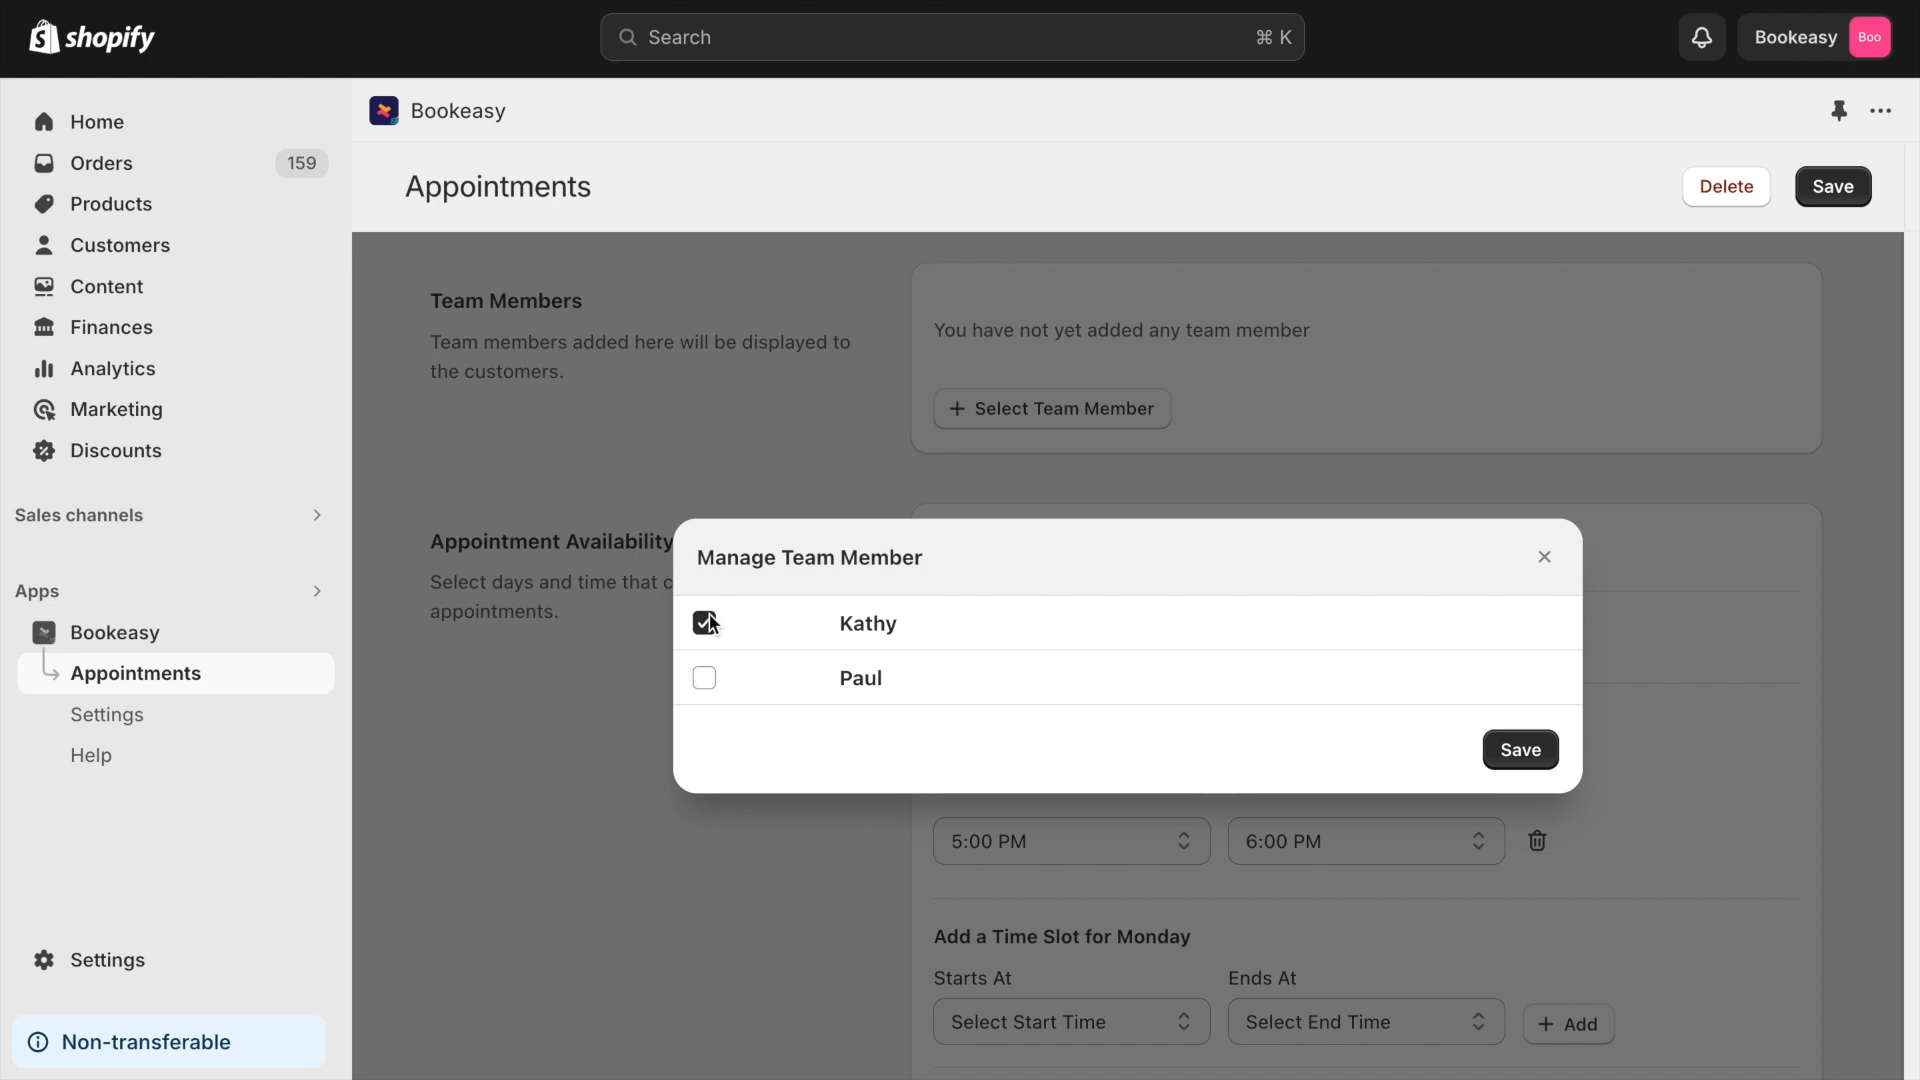 shopify
Search
⌘ K
Bookeasy
Boo
Home
Orders
159
Products
Customers
Content
Finances
Analytics
Marketing
Discounts
Sales channels
Apps
Bookeasy
Appointments
Settings
Help
Settings
Non-transferable
Bookeasy
Appointments
Delete
Save
Team Members
Team members added here will be displayed to
the customers.
You have not yet added any team member
+ Select Team Member
Appointment Availability
Select days and time that c
appointments.
Manage Team Member
Kathy
Paul
Save
5:00 PM
6:00 PM
Add a Time Slot for Monday
Starts At
Ends At
Select Start Time
Select End Time
+ Add